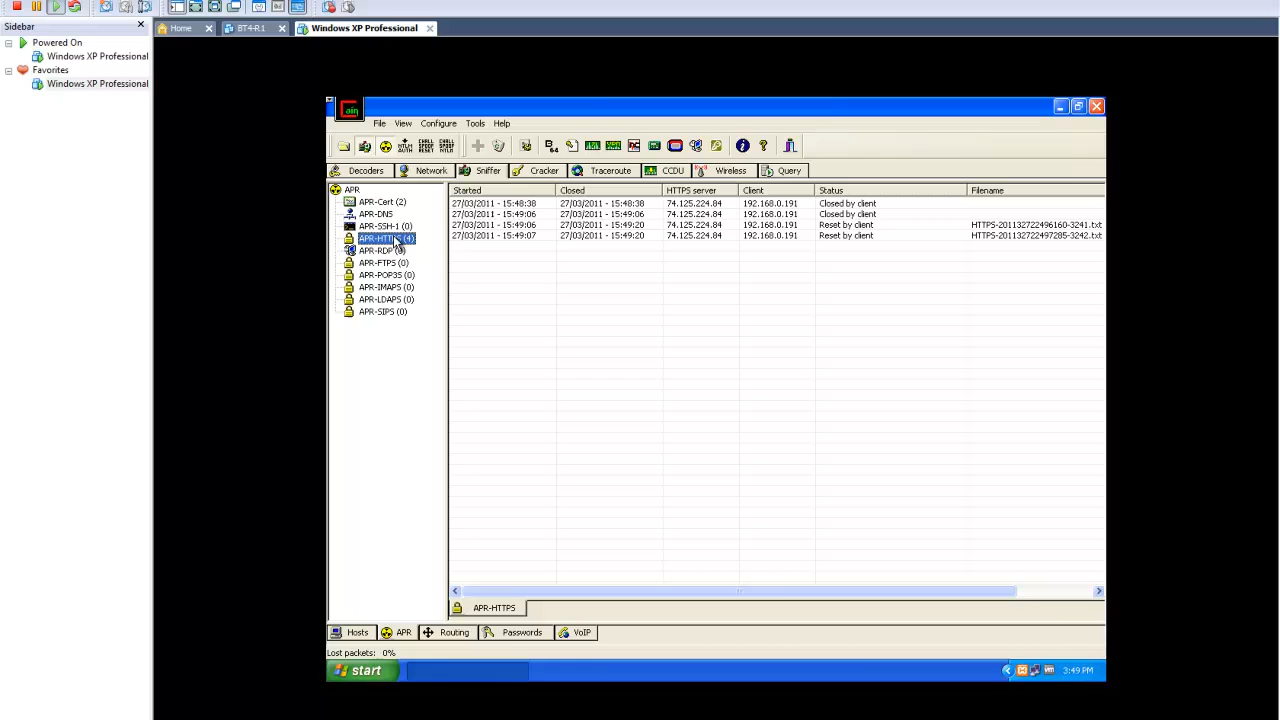 Sidebar
Home
BT4-R1
Windows XP Professional
Powered On
Windows XP Professional
Favorites
Windows XP Professional
Cain
File View Configure Tools Help
Decoders Network Sniffer Cracker Traceroute CCDU Wireless Query
APR
APR-Cert (2)
APR-DNS
APR-SSH-1 (0)
APR-HTTPS (4)
APR-RDP (0)
APR-FTPS (0)
APR-POP3S (0)
APR-IMAPS (0)
APR-LDAPS (0)
APR-SIPS (0)
Started Closed HTTPS server Client Status Filename
27/03/2011 - 15:48:38 27/03/2011 - 15:48:38 74.125.224.84 192.168.0.191 Closed by client
27/03/2011 - 15:49:06 27/03/2011 - 15:49:06 74.125.224.84 192.168.0.191 Closed by client
27/03/2011 - 15:49:06 27/03/2011 - 15:49:20 74.125.224.84 192.168.0.191 Reset by client HTTPS-201132722496160-3241.txt
27/03/2011 - 15:49:07 27/03/2011 - 15:49:20 74.125.224.84 192.168.0.191 Reset by client HTTPS-201132722497285-3242.txt
APR-HTTPS
Hosts APR Routing Passwords VoIP
Lost packets: 0%
start
3:49 PM